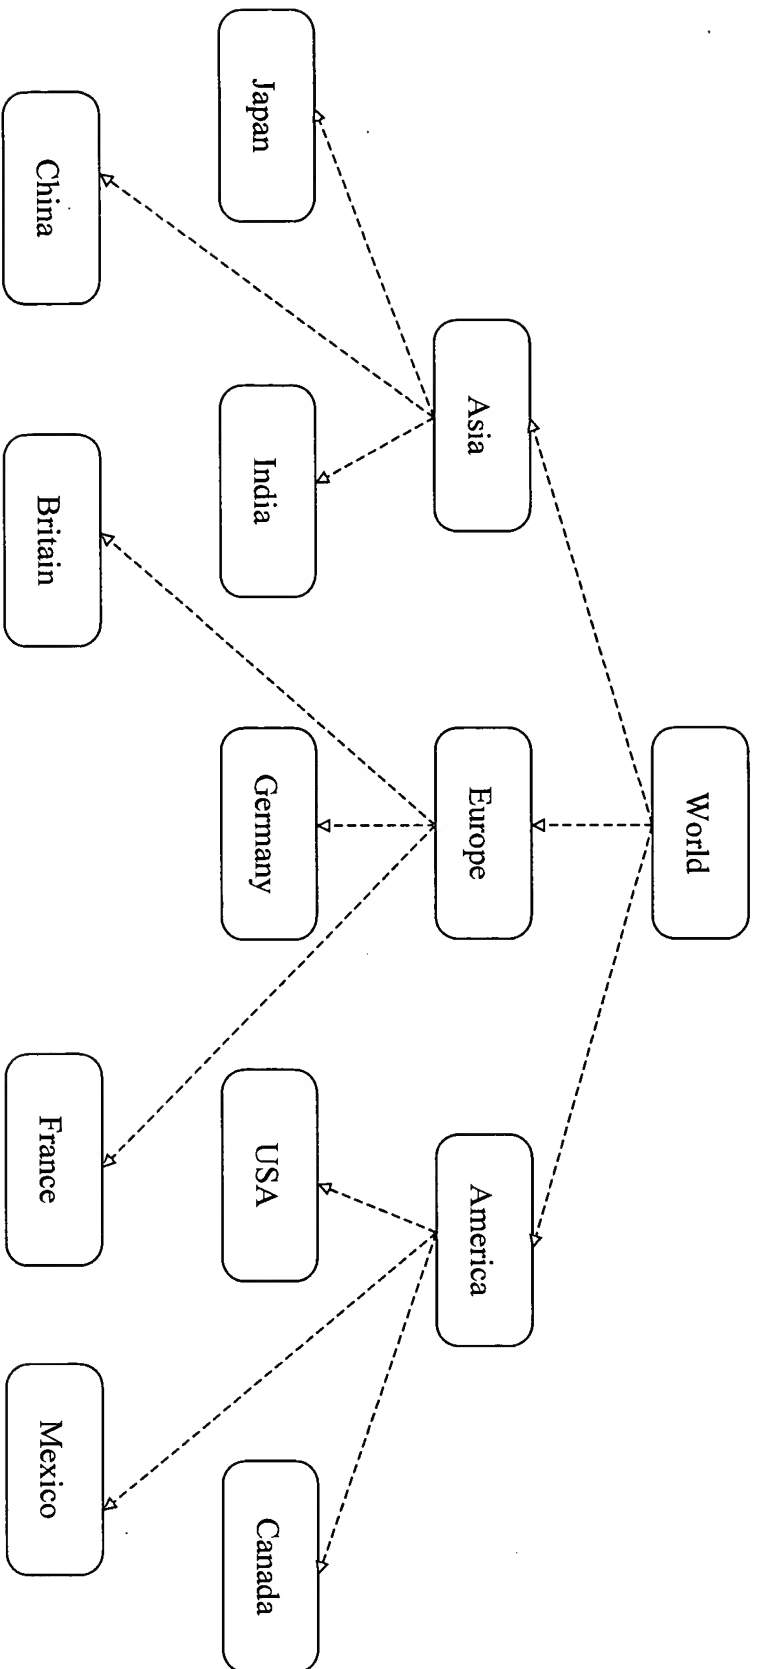 World
Asia
Europe
America
Japan
India
Germany
USA
Canada
China
Britain
France
Mexico